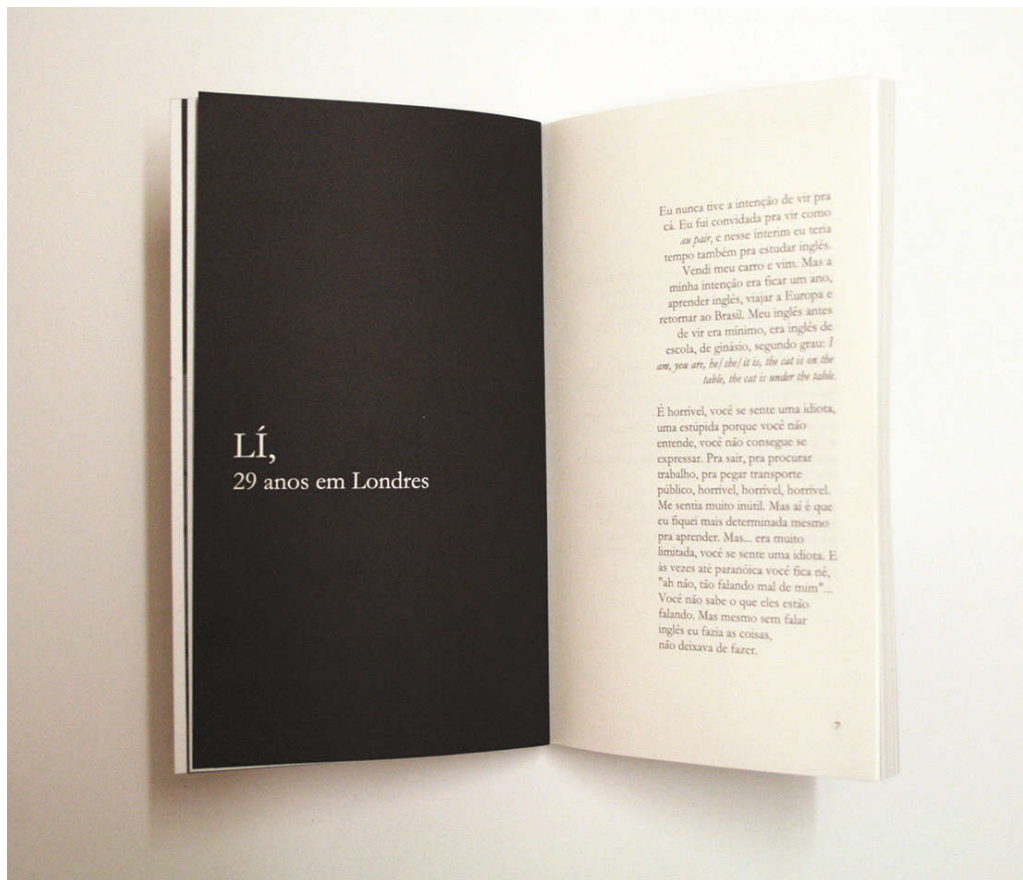 LÍ,
29 anos em Londres
Eu nunca tive a intenção de vir pra
cá. Eu fui convidada pra vir como
au pair, e nesse ínterim eu teria
tempo também pra estudar inglês.
Vendi meu carro e vim. Mas a
minha intenção era ficar um ano,
aprender inglês, viajar a Europa e
retornar ao Brasil. Meu inglês antes
de vir era mínimo, era inglês de
escola, de ginásio, segundo grau: I
am, you are, he/she/it is, the cat is on the
table, the cat is under the table.
É horrível, você se sente uma idiota,
uma estúpida porque você não
entende, você não consegue se
expressar. Pra sair, pra procurar
trabalho, pra pegar transporte
público, horrível, horrível, horrível.
Me sentia muito inútil. Mas aí é que
eu fiquei mais determinada mesmo
pra aprender. Mas... era muito
limitada, você se sente uma idiota. E
às vezes até paranóica você fica né,
"ah não, tão falando mal de mim"...
Você não sabe o que eles estão
falando. Mas mesmo sem falar
inglês eu fazia as coisas,
não deixava de fazer.
7